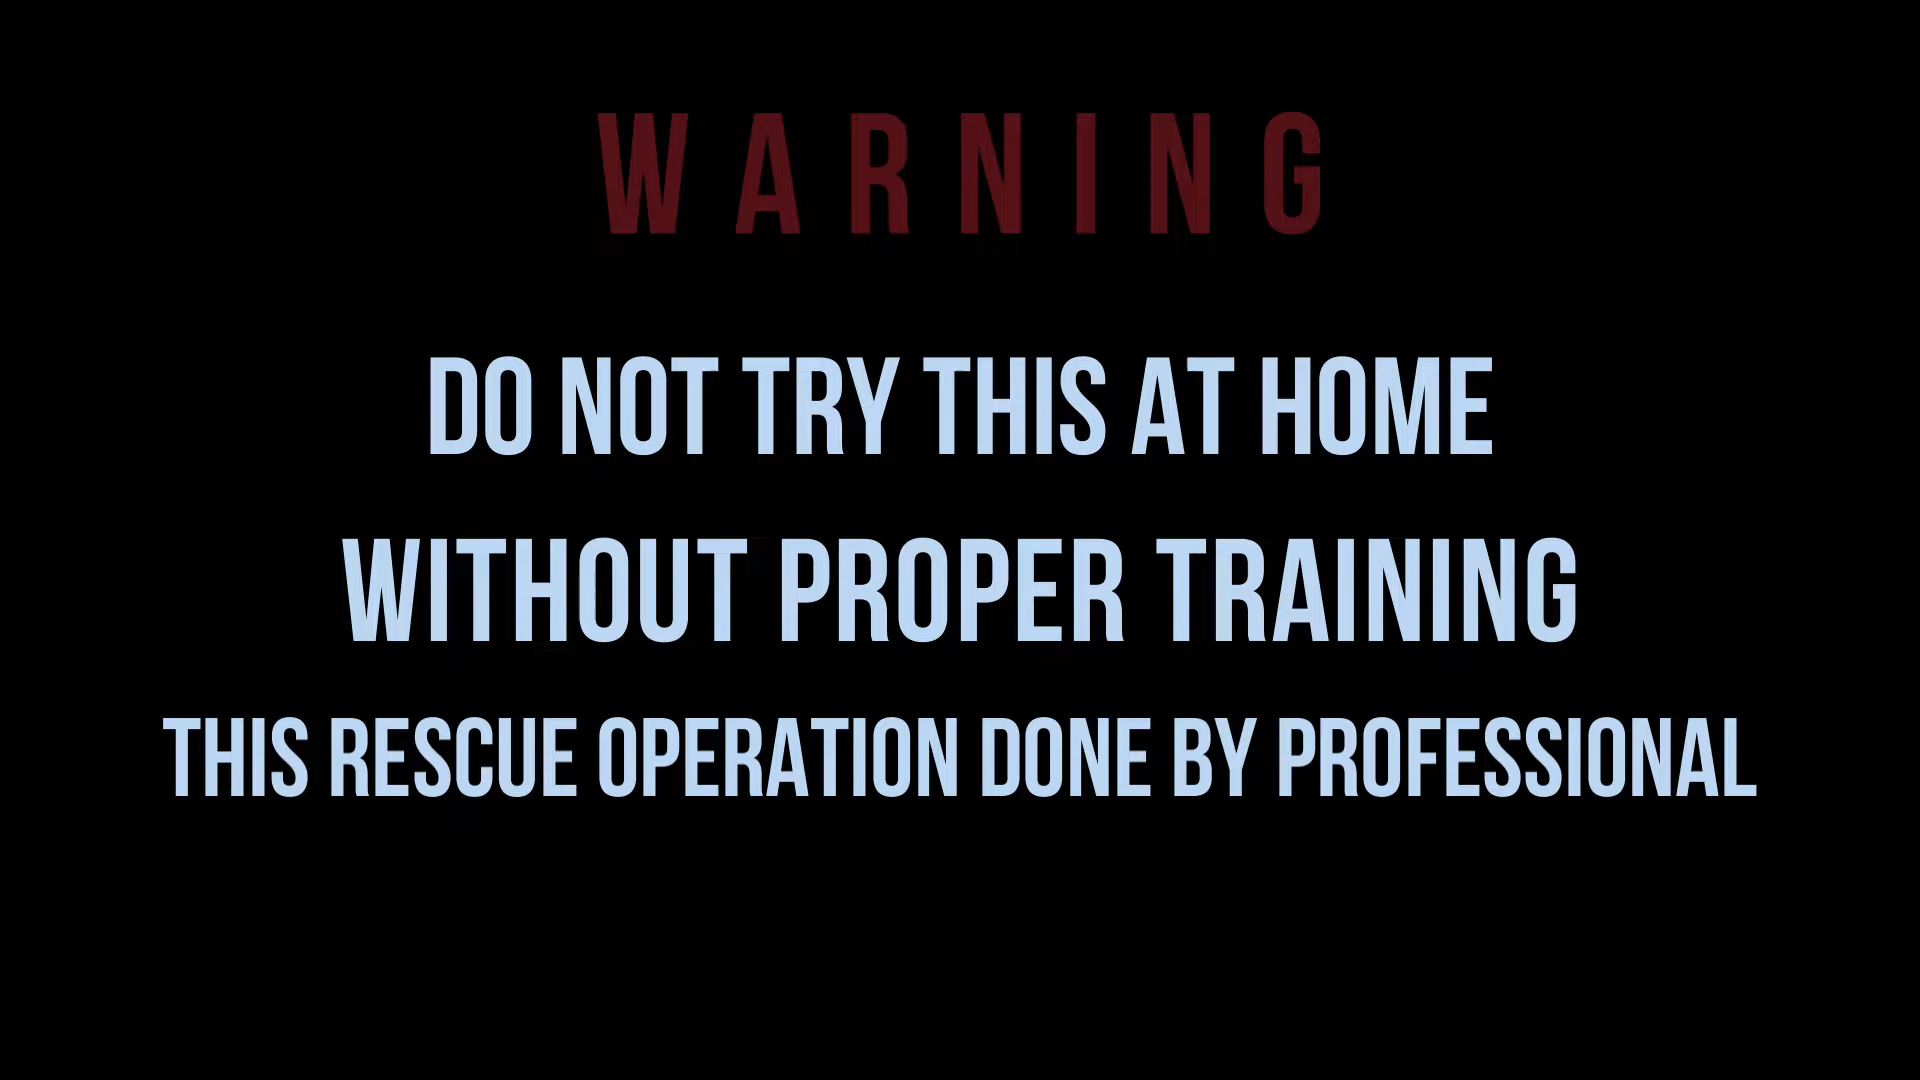 WARNING
DO NOT TRY THIS AT HOME
WITHOUT PROPER TRAINING
THIS RESCUE OPERATION DONE BY PROFESSIONAL